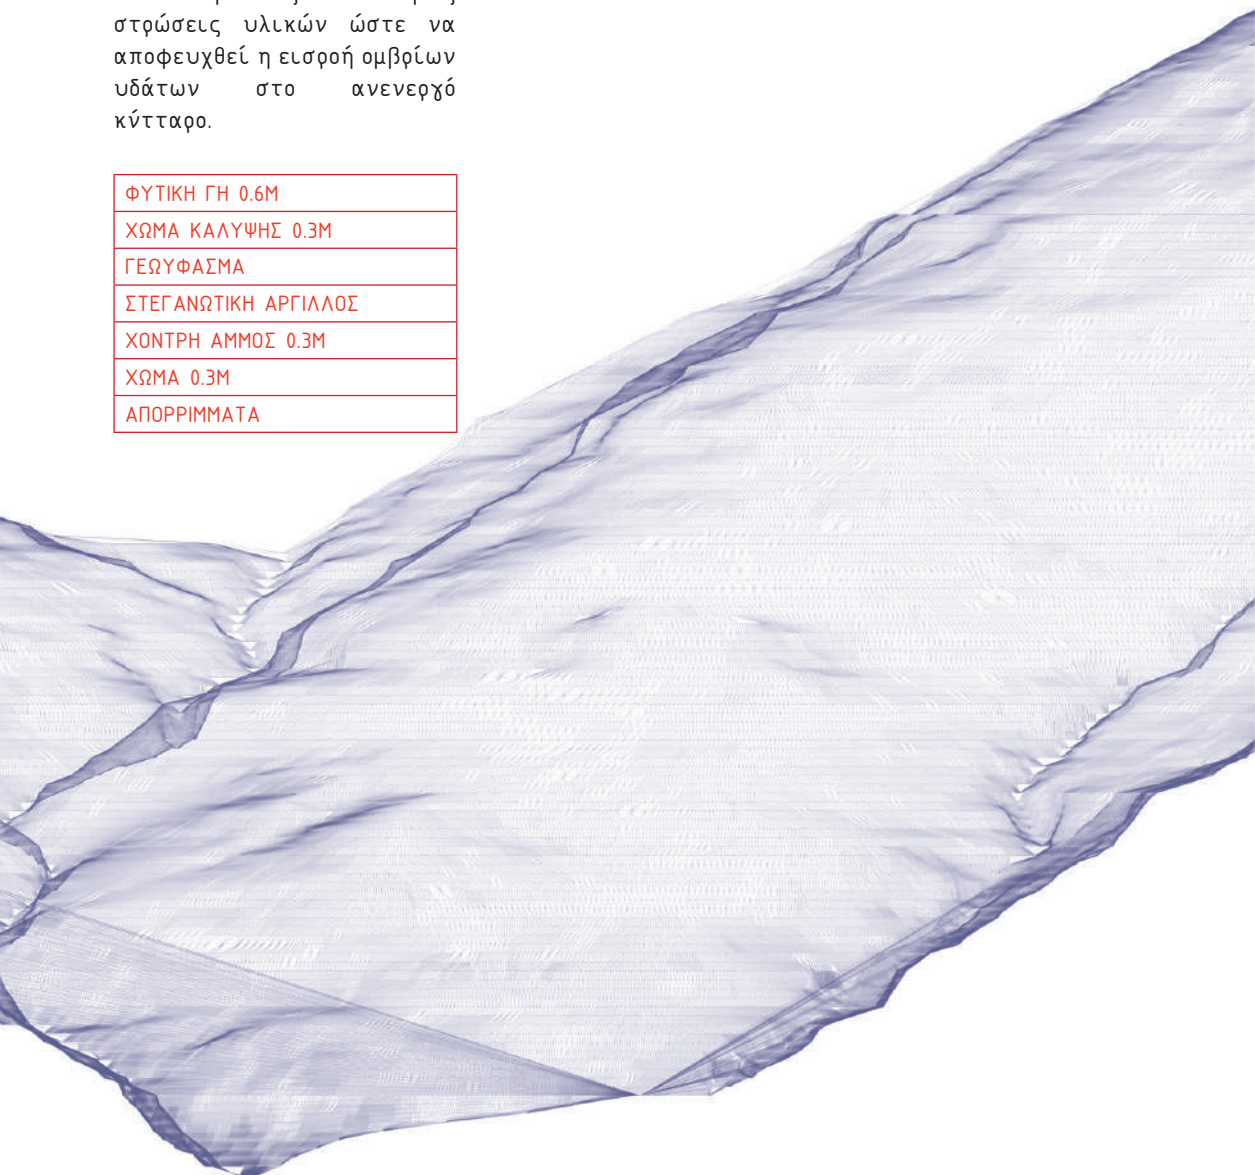 στρώσεις υλικών ώστε να
αποφευχθεί η εισροή ομβρίων
υδάτων στο ανενεργό
κύτταρο.
ΦΥΤΙΚΗ ΓΗ 0.6Μ
ΧΩΜΑ ΚΑΛΥΨΗΣ 0.3Μ
ΓΕΩΥΦΑΣΜΑ
ΣΤΕΓΑΝΩΤΙΚΗ ΑΡΓΙΛΛΟΣ
ΧΟΝΤΡΗ ΑΜΜΟΣ 0.3Μ
ΧΩΜΑ 0.3Μ
ΑΠΟΡΡΙΜΜΑΤΑ